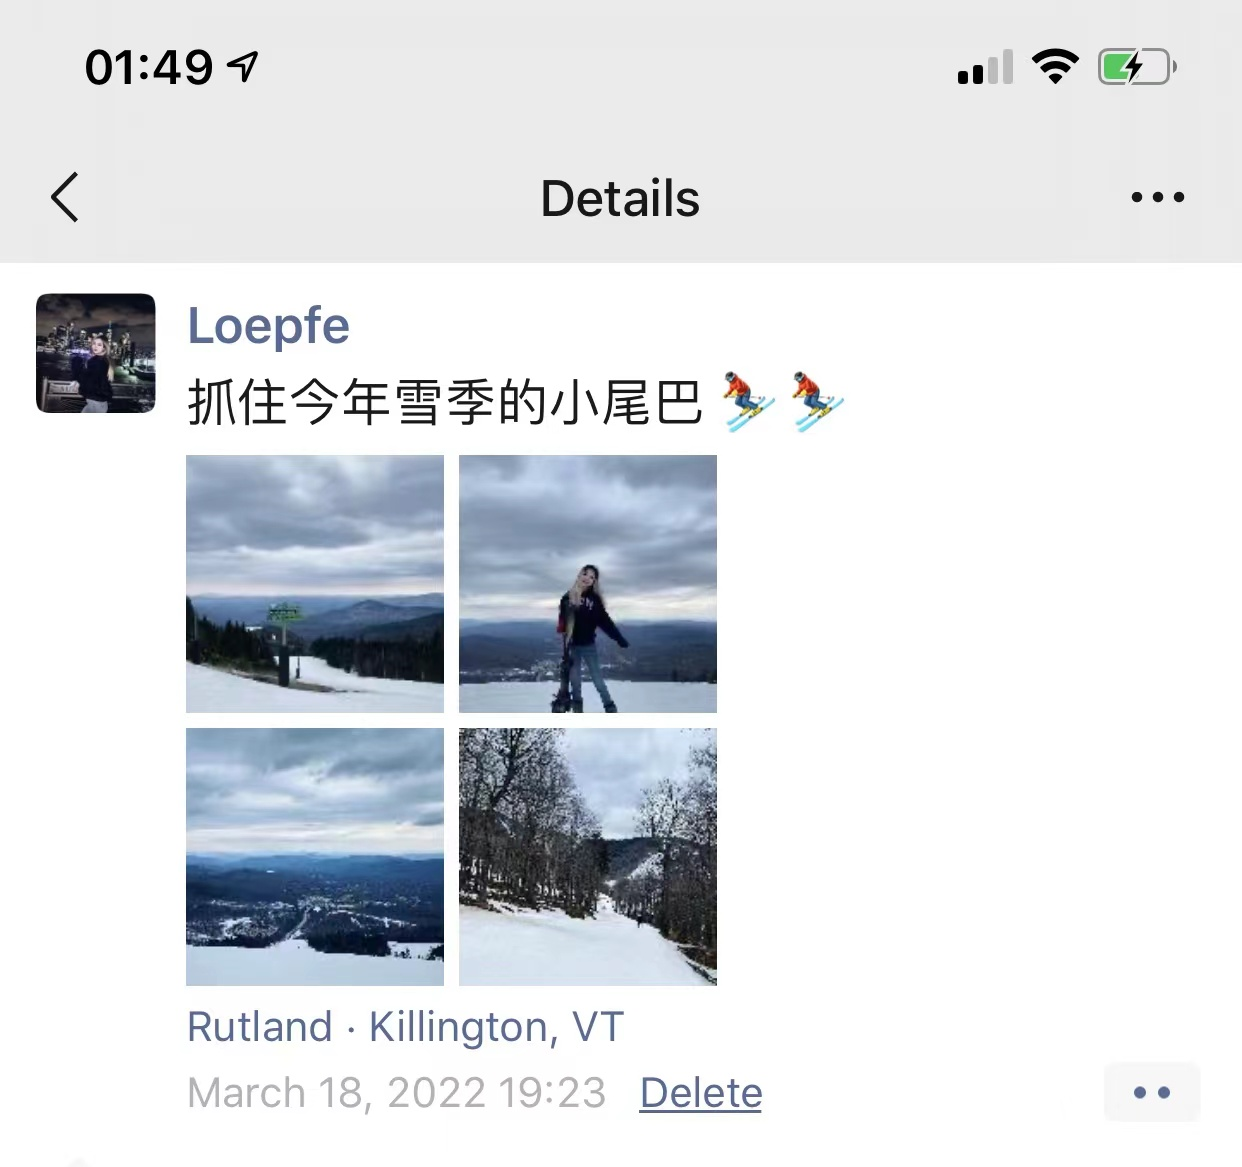 01:49
Details
Loepfe
抓住今年雪季的小尾巴 ⛷️⛷️
Rutland · Killington, VT
March 18, 2022 19:23 Delete